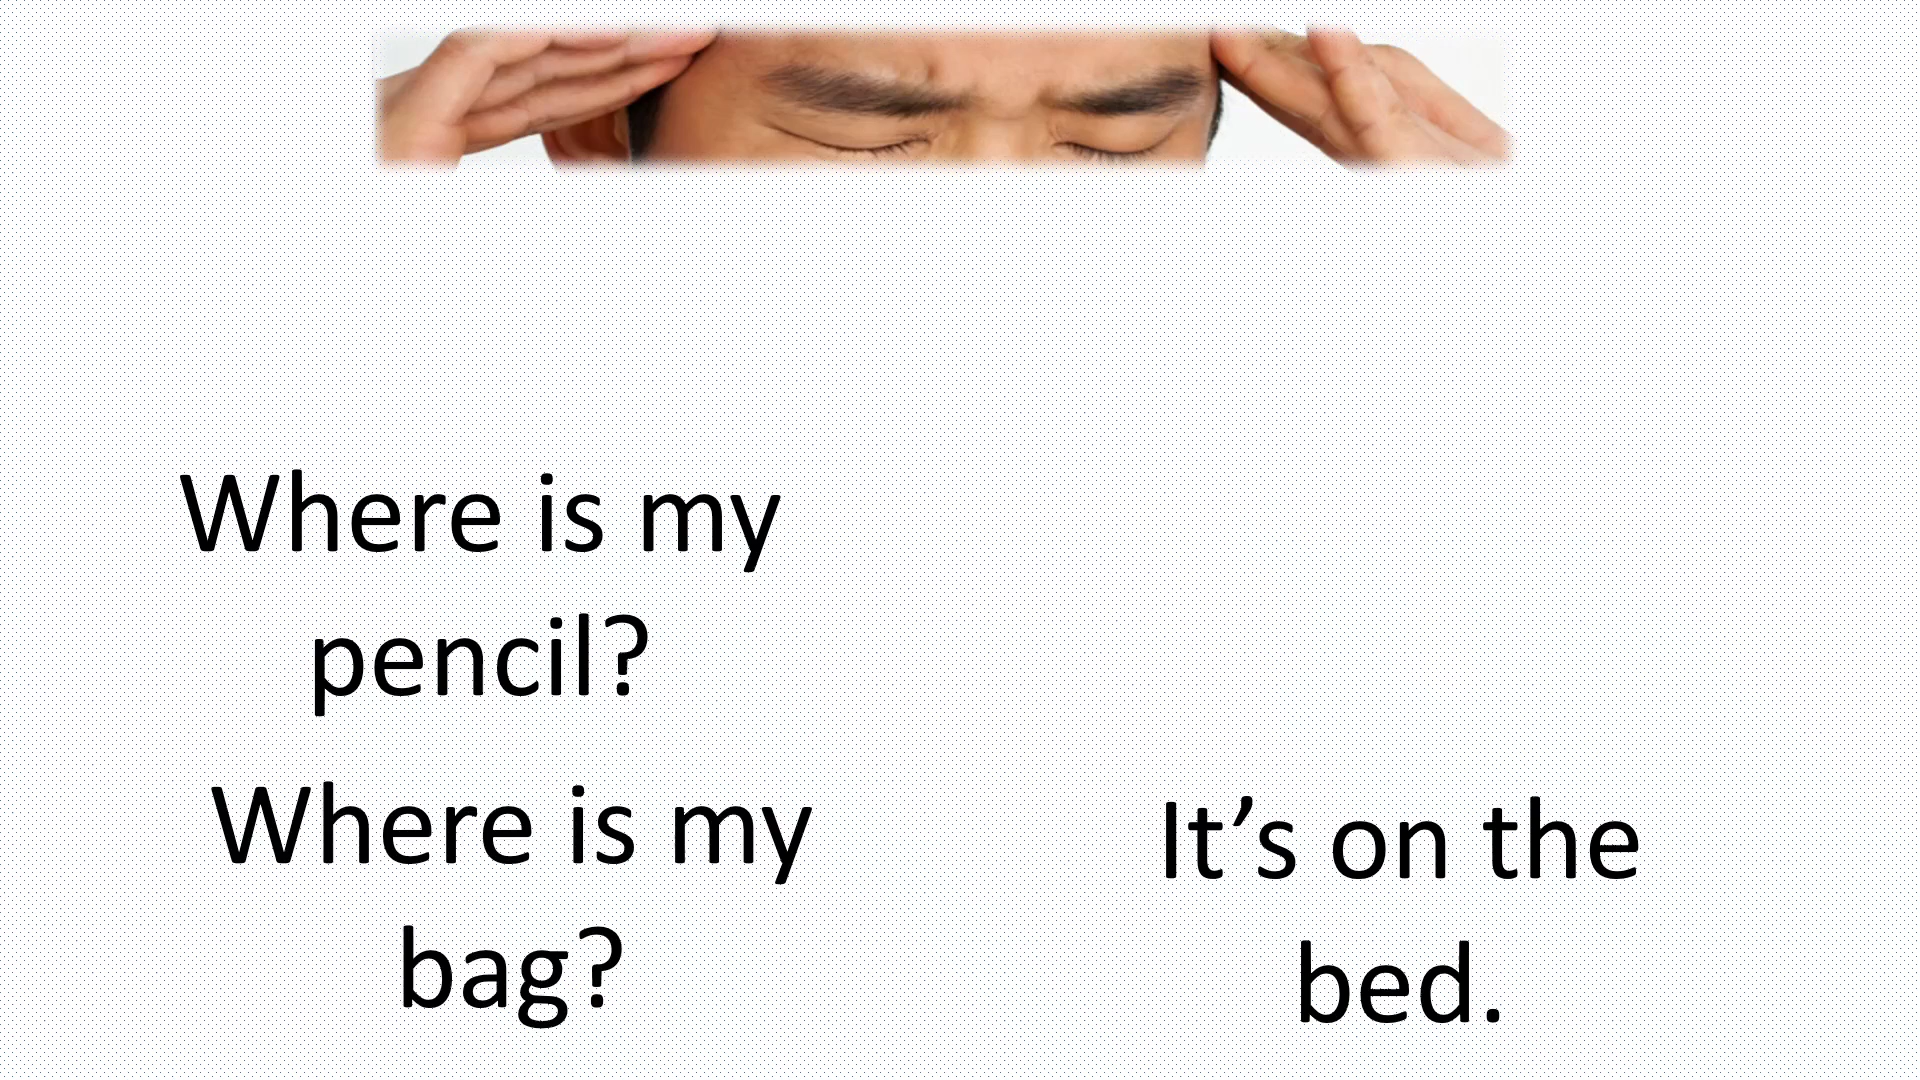 Where is my
pencil?
Where is my
bag?
It’s on the
bed.